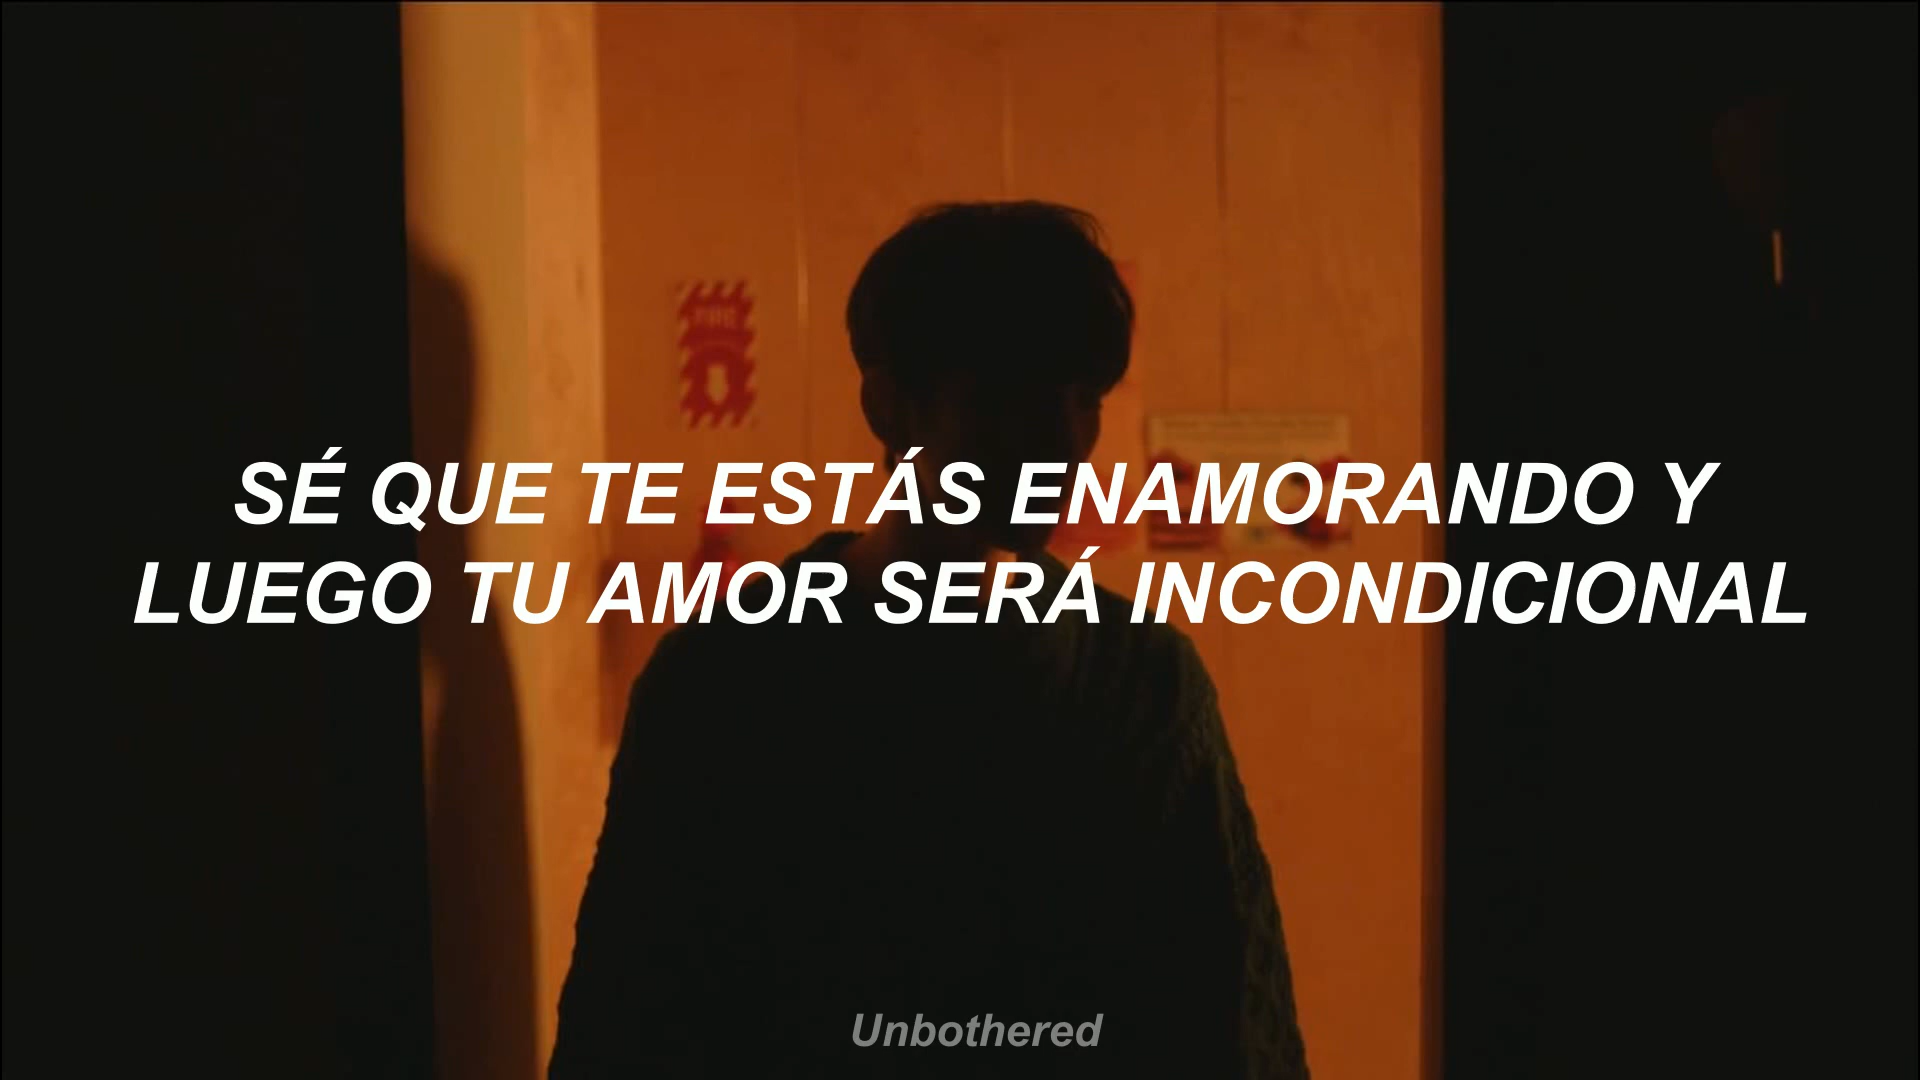 SÉ QUE TE ESTÁS ENAMORANDO Y
LUEGO TU AMOR SERÁ INCONDICIONAL
Unbothered